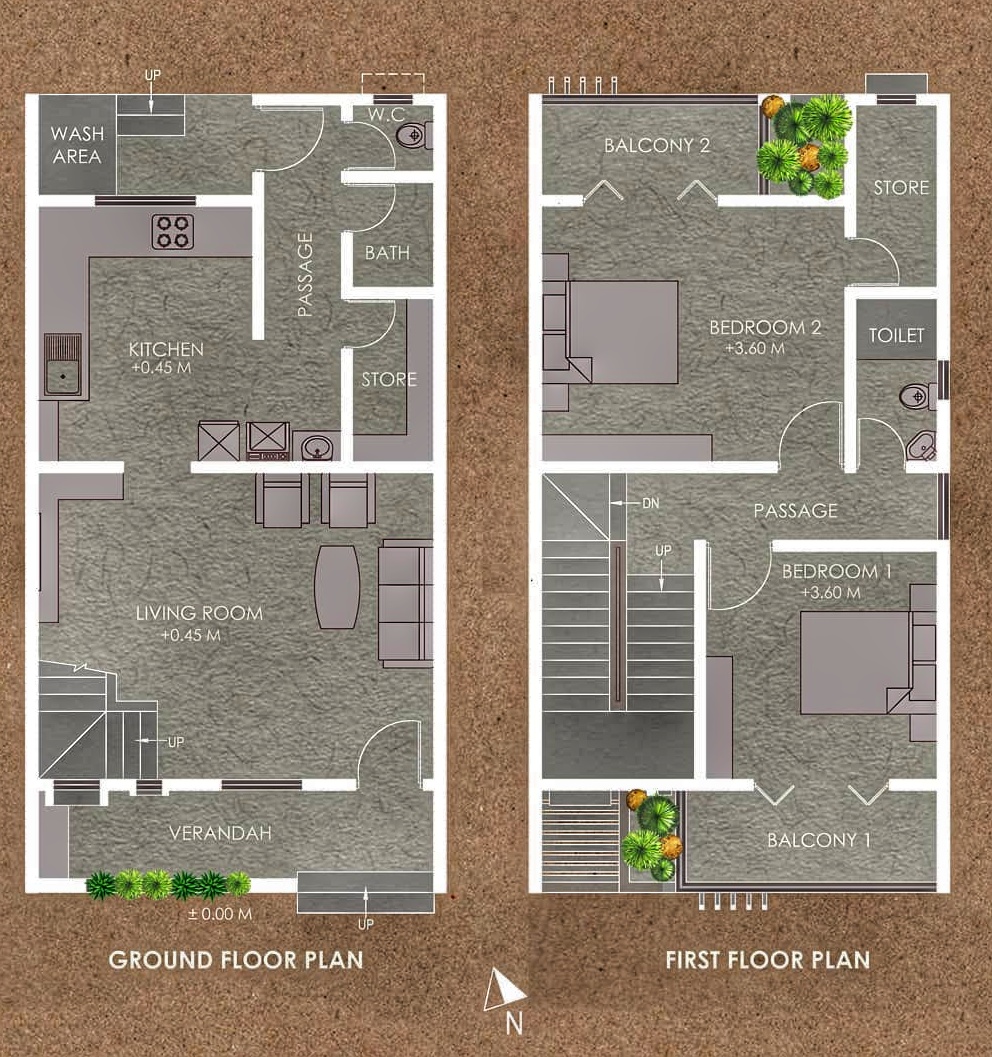 UP
W.C
WASH
AREA
PASSAGE
BATH
KITCHEN
+0.45 M
STORE
LIVING ROOM
+0.45 M
UP
VERANDAH
± 0.00 M
UP
GROUND FLOOR PLAN
BALCONY 2
STORE
BEDROOM 2
+3.60 M
TOILET
DN
PASSAGE
UP
BEDROOM 1
+3.60 M
BALCONY 1
FIRST FLOOR PLAN
N